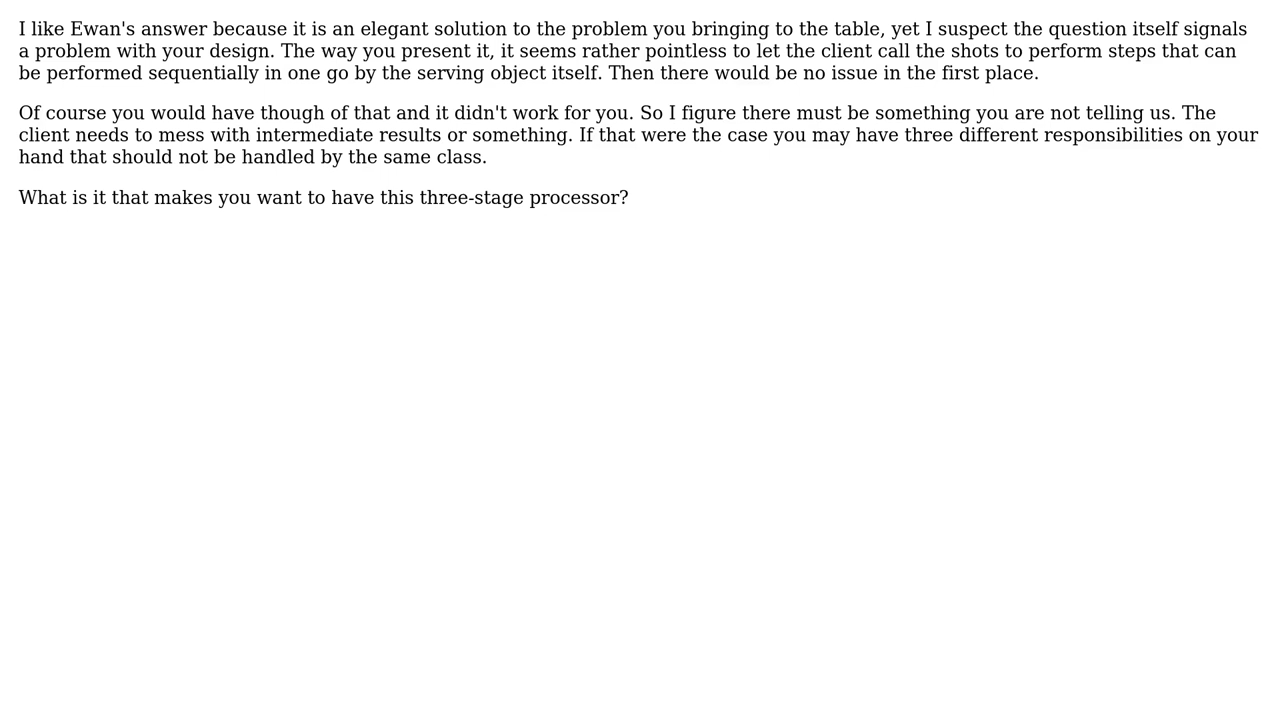 I like Ewan's answer because it is an elegant solution to the problem you bringing to the table, yet I suspect the question itself signals
a problem with your design. The way you present it, it seems rather pointless to let the client call the shots to perform steps that can
be performed sequentially in one go by the serving object itself. Then there would be no issue in the first place.
Of course you would have though of that and it didn't work for you. So I figure there must be something you are not telling us. The
client needs to mess with intermediate results or something. If that were the case you may have three different responsibilities on your
hand that should not be handled by the same class.
What is it that makes you want to have this three-stage processor?